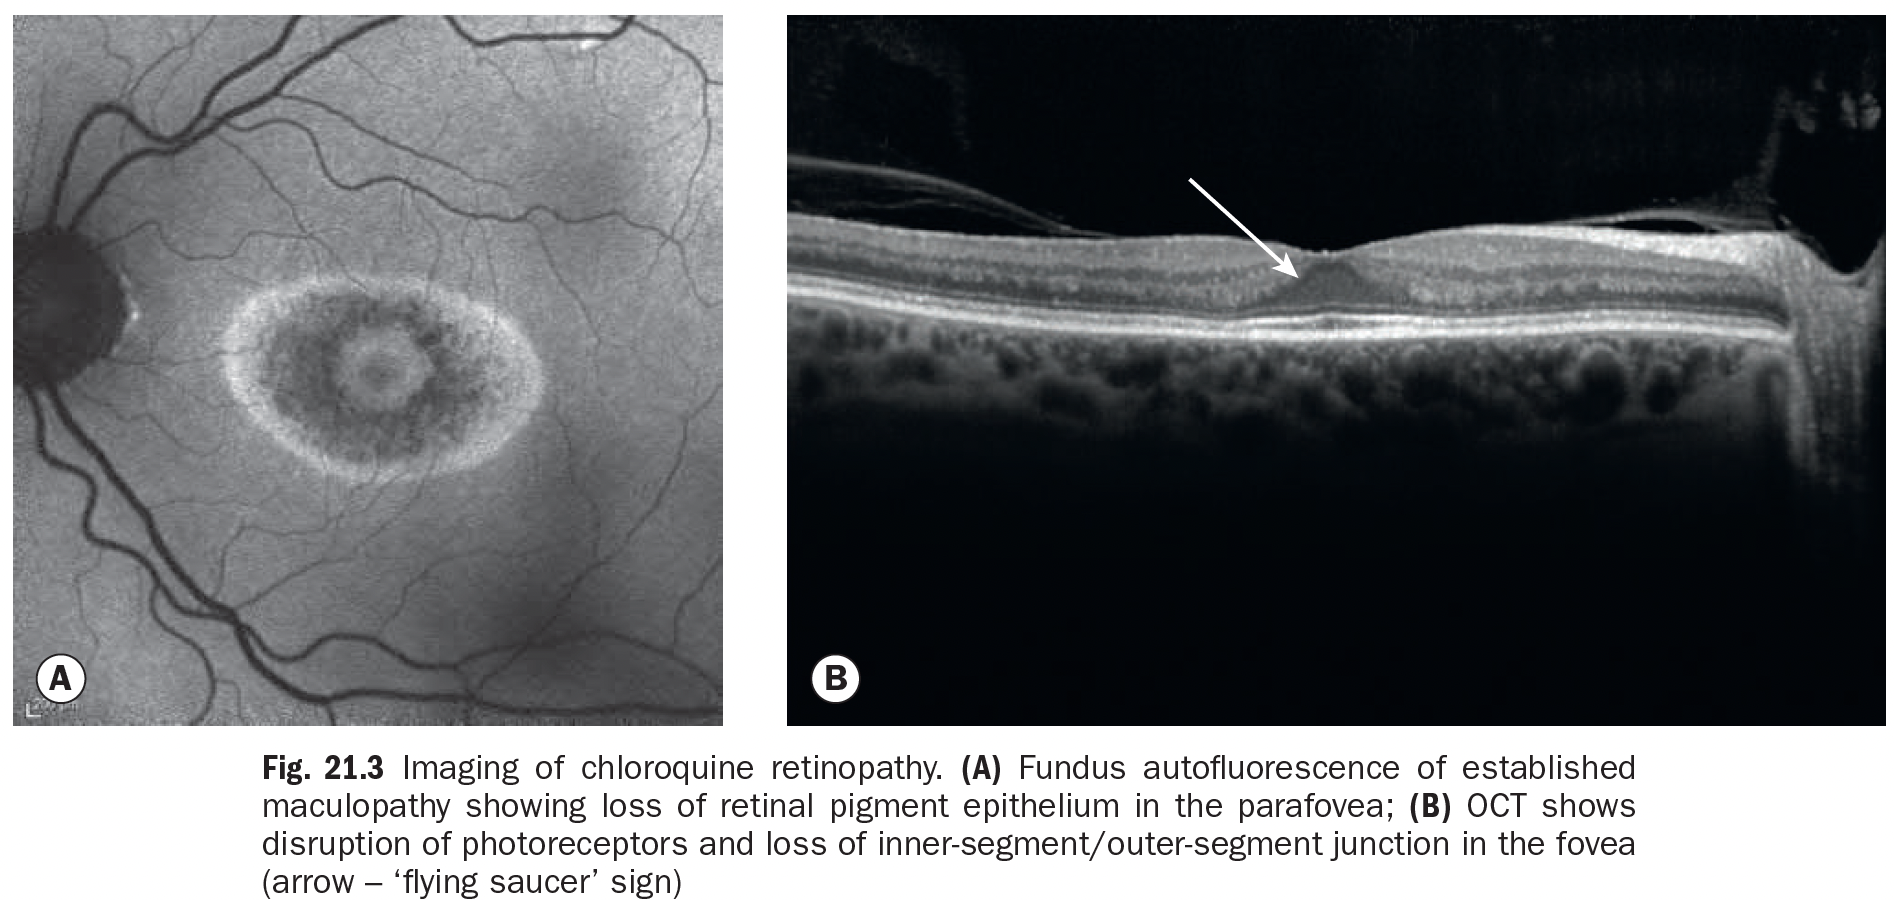 A
B
Fig. 21.3 Imaging of chloroquine retinopathy. (A) Fundus autofluorescence of established
maculopathy showing loss of retinal pigment epithelium in the parafovea; (B) OCT shows
disruption of photoreceptors and loss of inner-segment/outer-segment junction in the fovea
(arrow – ‘flying saucer’ sign)